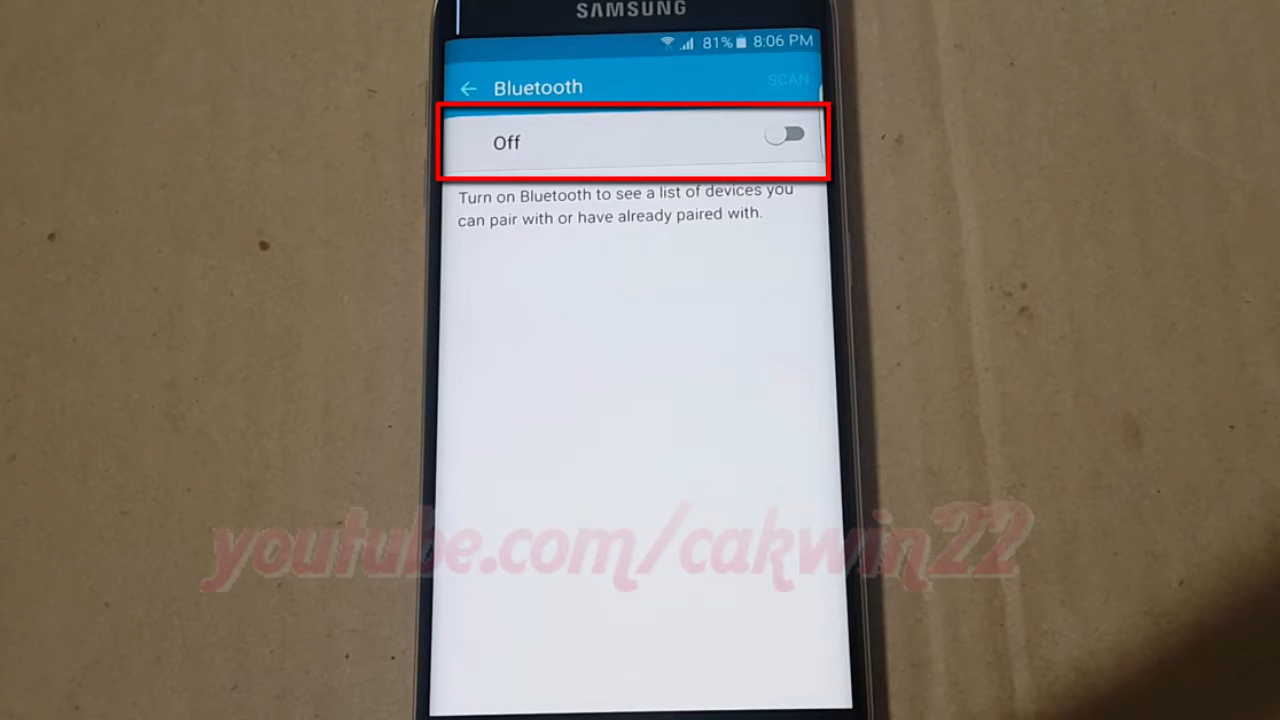 SAMSUNG
81% 8:06 PM
Bluetooth SCAN
Off
Turn on Bluetooth to see a list of devices you
can pair with or have already paired with.
youtube.com/cakwin22